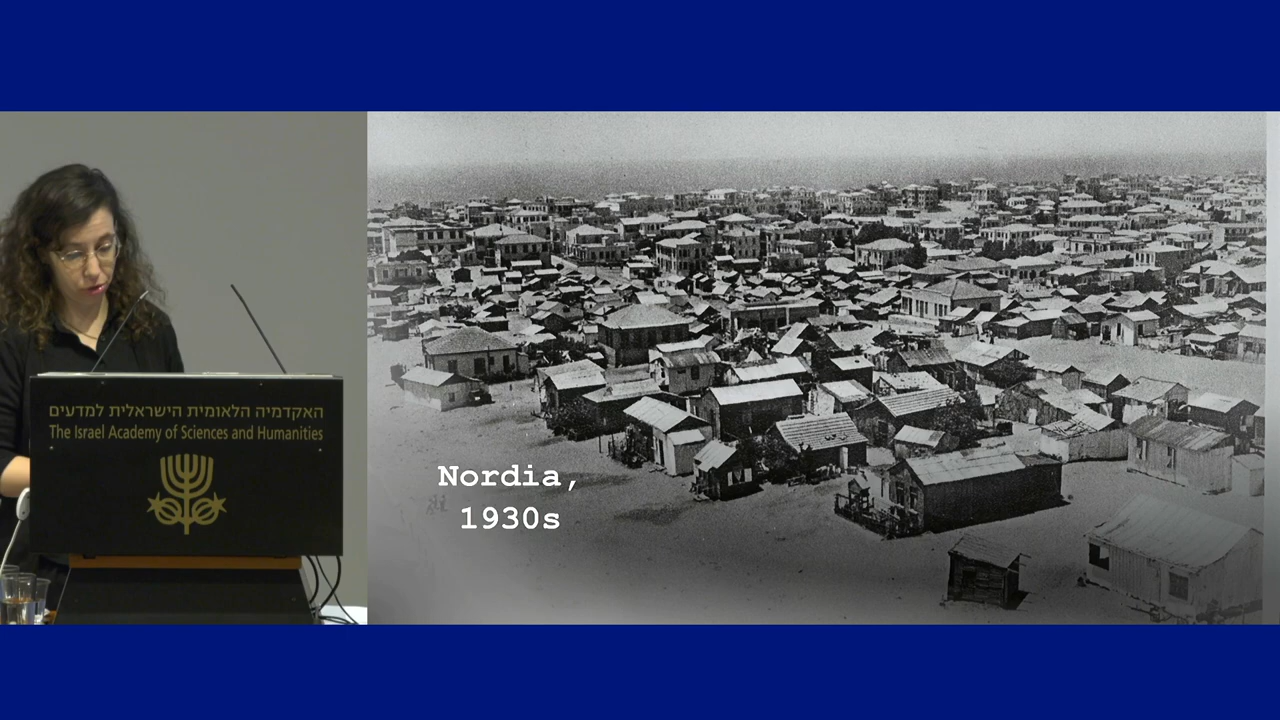 האקדמיה הלאומית הישראלית למדעים
The Israel Academy of Sciences and Humanities
Nordia,
1930s